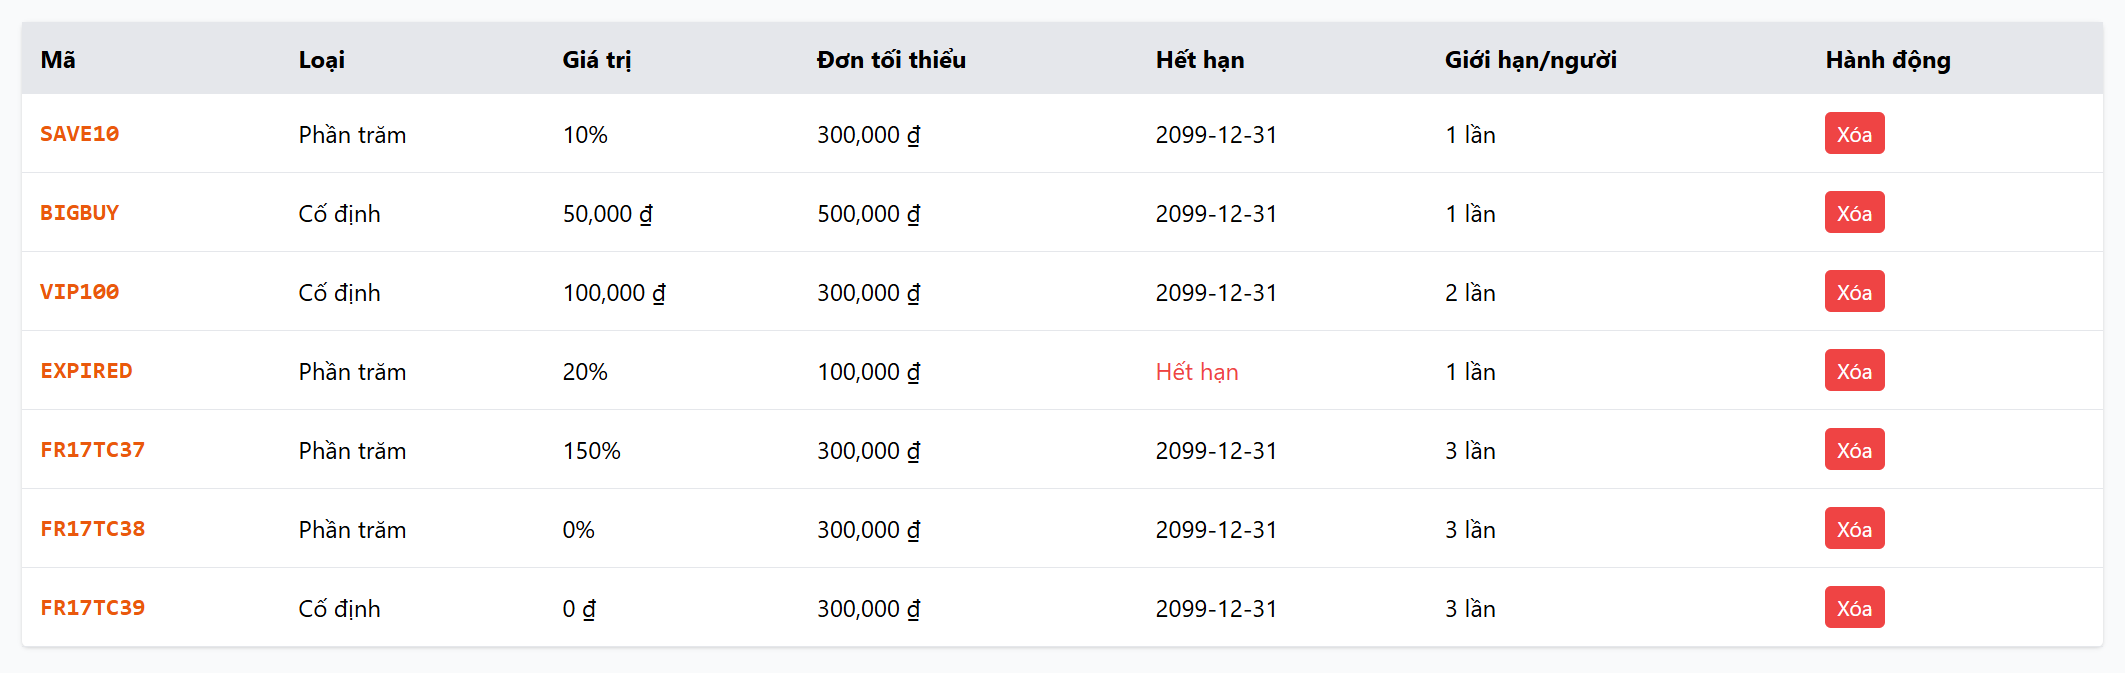 Mã Loại Giá trị Đơn tối thiểu Hết hạn Giới hạn/người Hành động
SAVE10 Phần trăm 10% 300,000 ₫ 2099-12-31 1 lần Xóa
BIGBUY Cố định 50,000 ₫ 500,000 ₫ 2099-12-31 1 lần Xóa
VIP100 Cố định 100,000 ₫ 300,000 ₫ 2099-12-31 2 lần Xóa
EXPIRED Phần trăm 20% 100,000 ₫ Hết hạn 1 lần Xóa
FR17TC37 Phần trăm 150% 300,000 ₫ 2099-12-31 3 lần Xóa
FR17TC38 Phần trăm 0% 300,000 ₫ 2099-12-31 3 lần Xóa
FR17TC39 Cố định 0 ₫ 300,000 ₫ 2099-12-31 3 lần Xóa